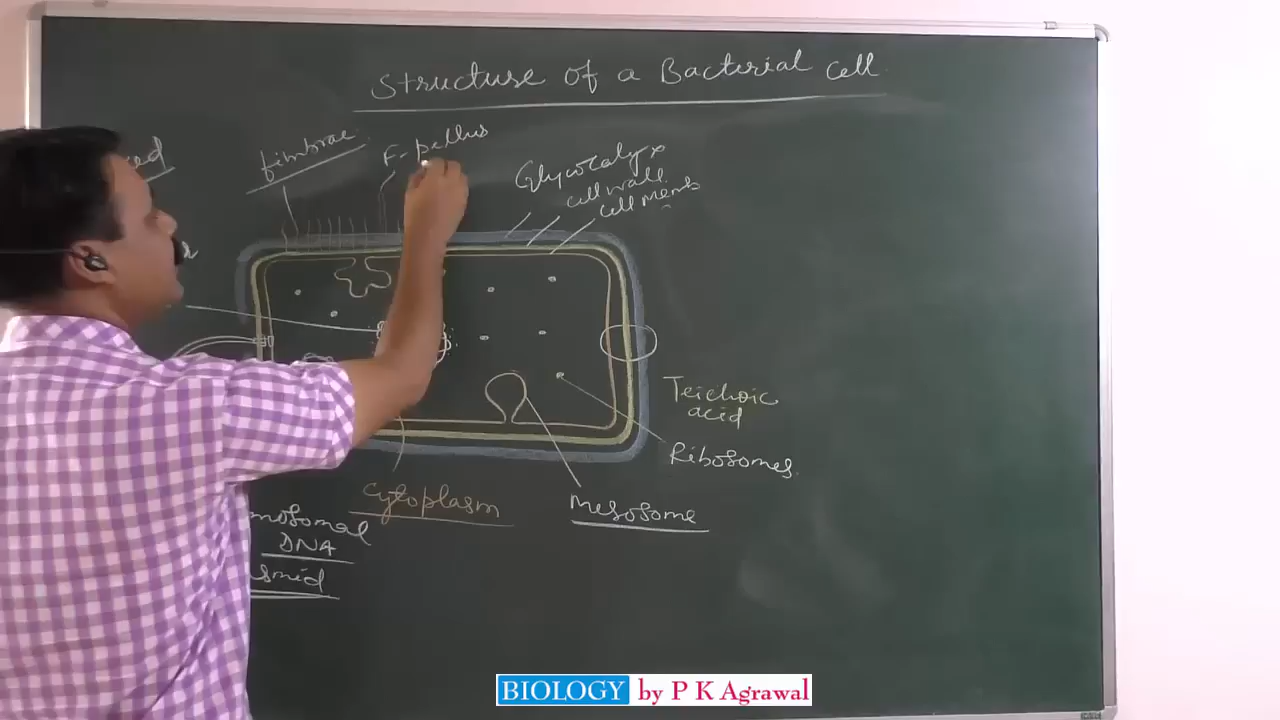 Structure of a Bacterial cell
fimbrae
F-pellus
Glycocalyx
cell wall
cell memb
Teichoic
acid
Ribosomes
Cytoplasm
Mesosome
DNA
BIOLOGY by P K Agrawal